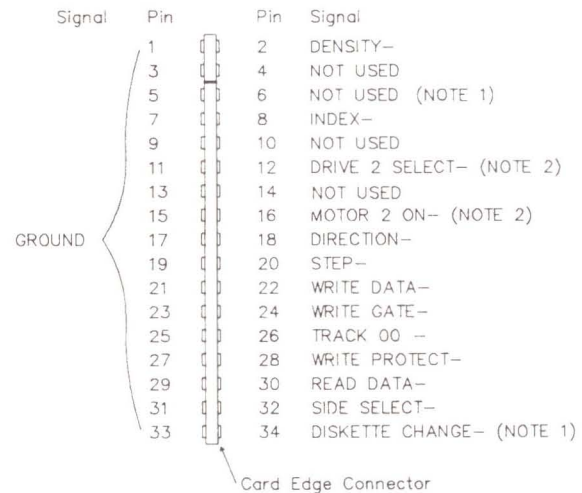 Signal Pin Pin Signal
1 2 DENSITY–
3 4 NOT USED
5 6 NOT USED (NOTE 1)
7 8 INDEX–
9 10 NOT USED
11 12 DRIVE 2 SELECT– (NOTE 2)
13 14 NOT USED
15 16 MOTOR 2 ON– (NOTE 2)
GROUND 17 18 DIRECTION–
19 20 STEP–
21 22 WRITE DATA–
23 24 WRITE GATE–
25 26 TRACK 00 –
27 28 WRITE PROTECT–
29 30 READ DATA–
31 32 SIDE SELECT–
33 34 DISKETTE CHANGE– (NOTE 1)
Card Edge Connector